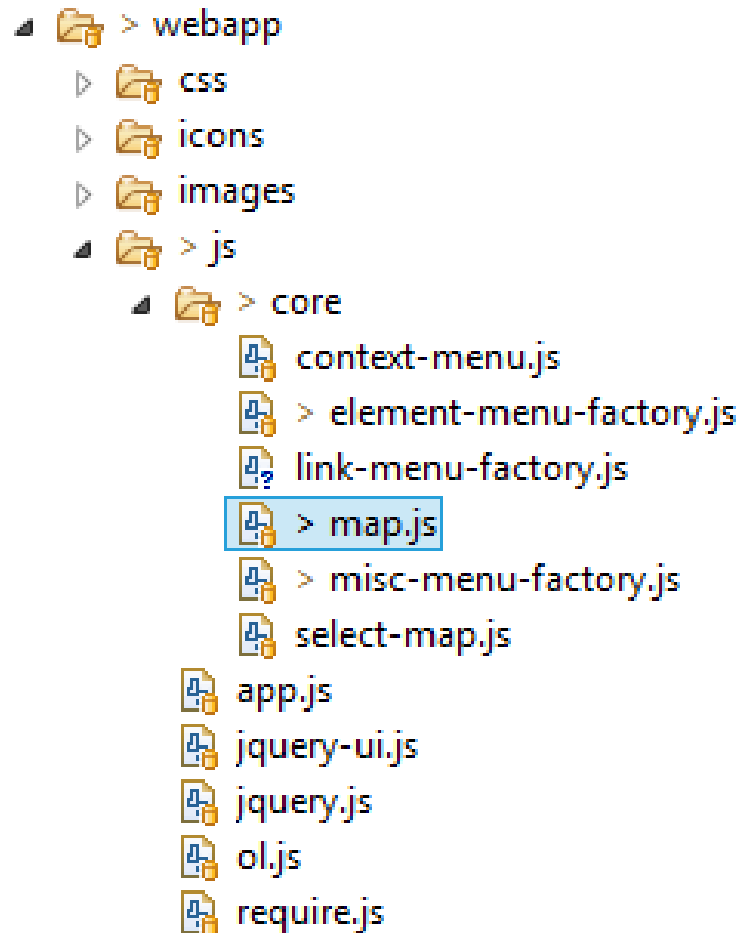 > webapp
css
icons
images
> js
> core
context-menu.js
> element-menu-factory.js
link-menu-factory.js
> map.js
> misc-menu-factory.js
select-map.js
app.js
jquery-ui.js
jquery.js
ol.js
require.js